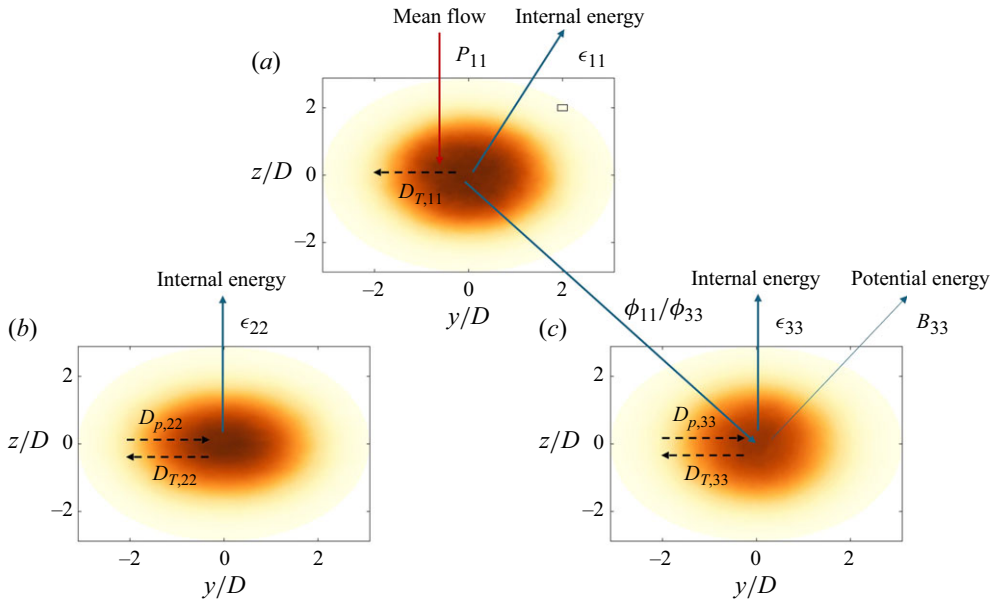 Mean flow
Internal energy
(a)
P11
ϵ11
2
z/D
0
DT,11
−2
−2
0
2
y/D
ϕ11/ϕ33
Internal energy
(b)
ϵ22
2
Dp,22
z/D
0
DT,22
−2
−2
0
2
y/D
Internal energy
Potential energy
(c)
ϵ33
B33
2
Dp,33
z/D
0
DT,33
−2
−2
0
2
y/D